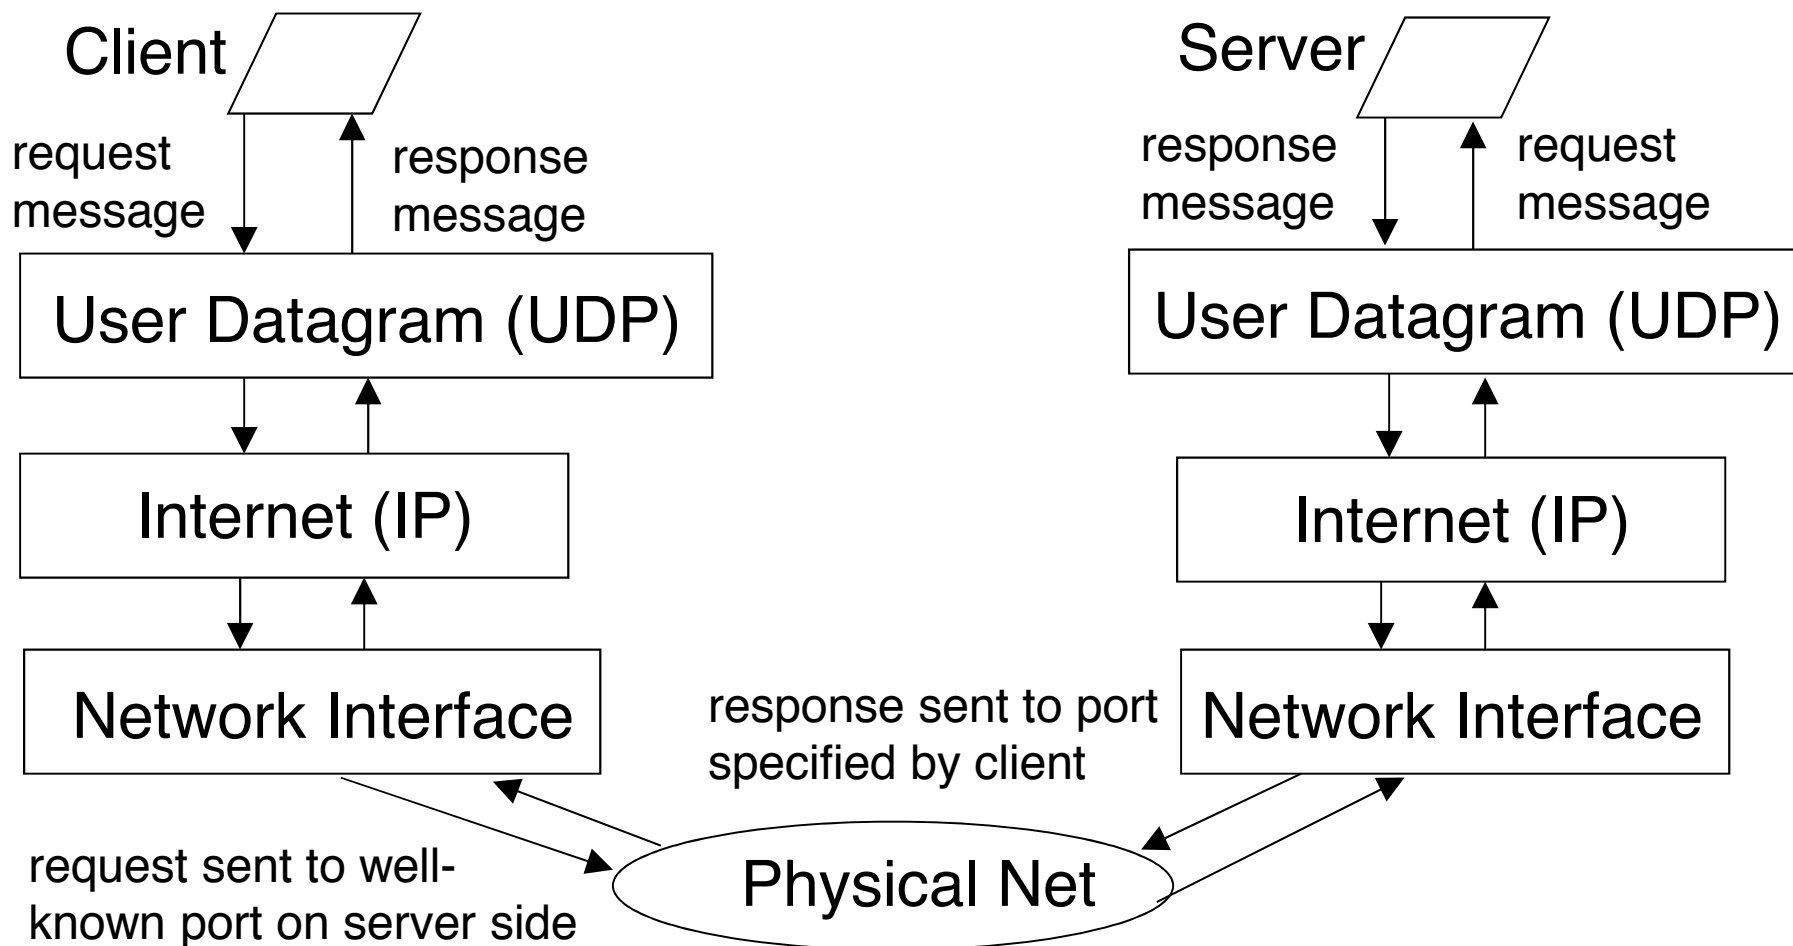 Client
Server
request
message
response
message
response
message
request
message
User Datagram (UDP)
User Datagram (UDP)
Internet (IP)
Internet (IP)
Network Interface
response sent to port
specified by client
Network Interface
request sent to well-
known port on server side
Physical Net